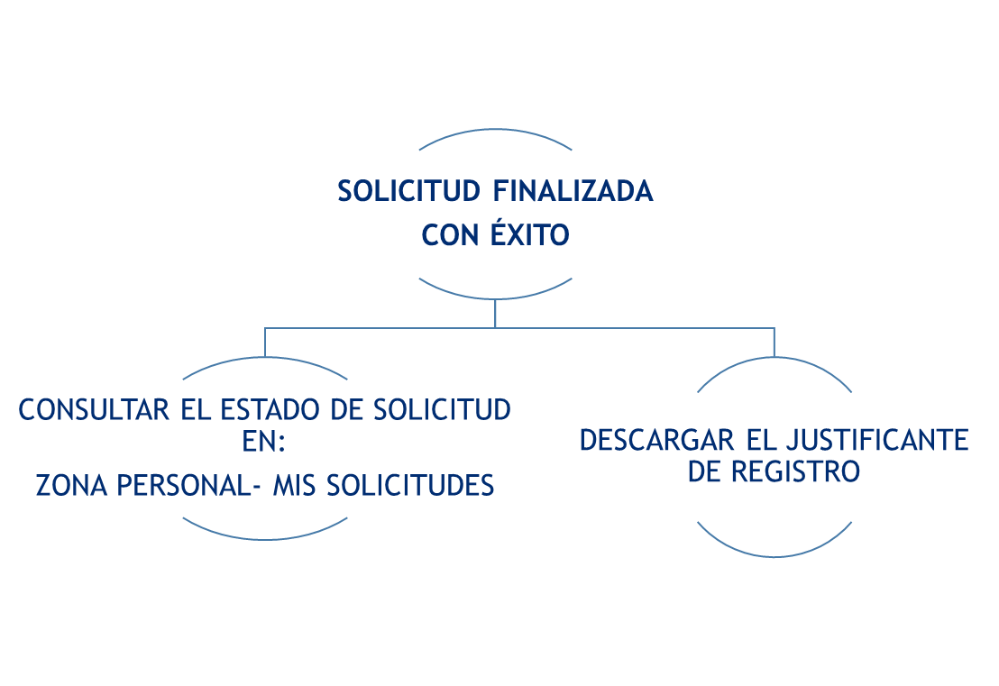 SOLICITUD FINALIZADA
CON ÉXITO
CONSULTAR EL ESTADO DE SOLICITUD
EN:
ZONA PERSONAL- MIS SOLICITUDES
DESCARGAR EL JUSTIFICANTE
DE REGISTRO